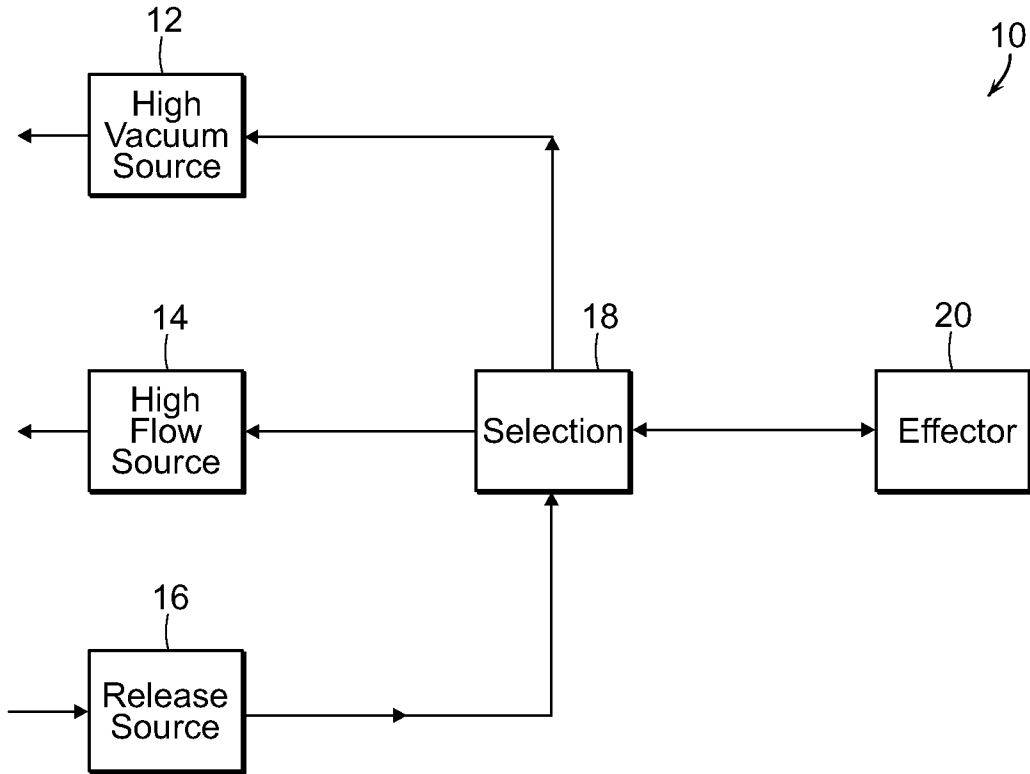 12
10
High
Vacuum
Source
14
18
20
High
Flow
Source
Selection
Effector
16
Release
Source